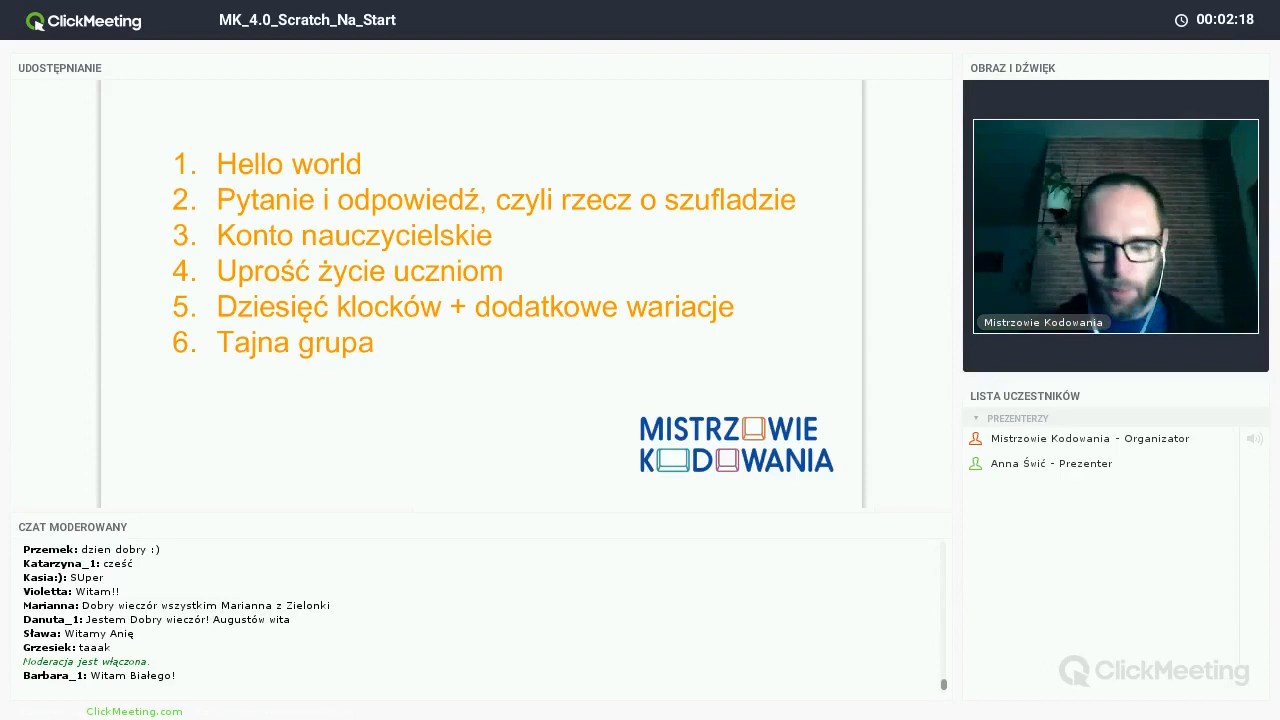 ClickMeeting
MK_4.0_Scratch_Na_Start
00:02:18
UDOSTĘPNIANIE
1. Hello world
2. Pytanie i odpowiedź, czyli rzecz o szufladzie
3. Konto nauczycielskie
4. Uprość życie uczniom
5. Dziesięć klocków + dodatkowe wariacje
6. Tajna grupa
MISTRZOWIE
KODOWANIA
OBRAZ I DŹWIĘK
Mistrzowie Kodowania
LISTA UCZESTNIKÓW
PREZENTERZY
Mistrzowie Kodowania - Organizator
Anna Świć - Prezenter
CZAT MODEROWANY
Przemek: dzien dobry :)
Katarzyna_1: cześć
Kasia:): SUper
Violetta: Witam!!
Marianna: Dobry wieczór wszystkim Marianna z Zielonki
Danuta_1: Jestem Dobry wieczór! Augustów wita
Sława: Witamy Anię
Grzesiek: taaak
Moderacja jest włączona.
Barbara_1: Witam Białego!
ClickMeeting
ClickMeeting.com